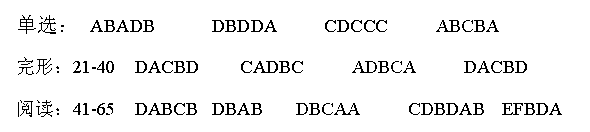 单选： ABADB DBDDA CDCCC ABCBA
完形：21-40 DACBD CADBC ADBCA DACBD
阅读：41-65 DABCB DBAB DBCAA CDBDAB EFBDA